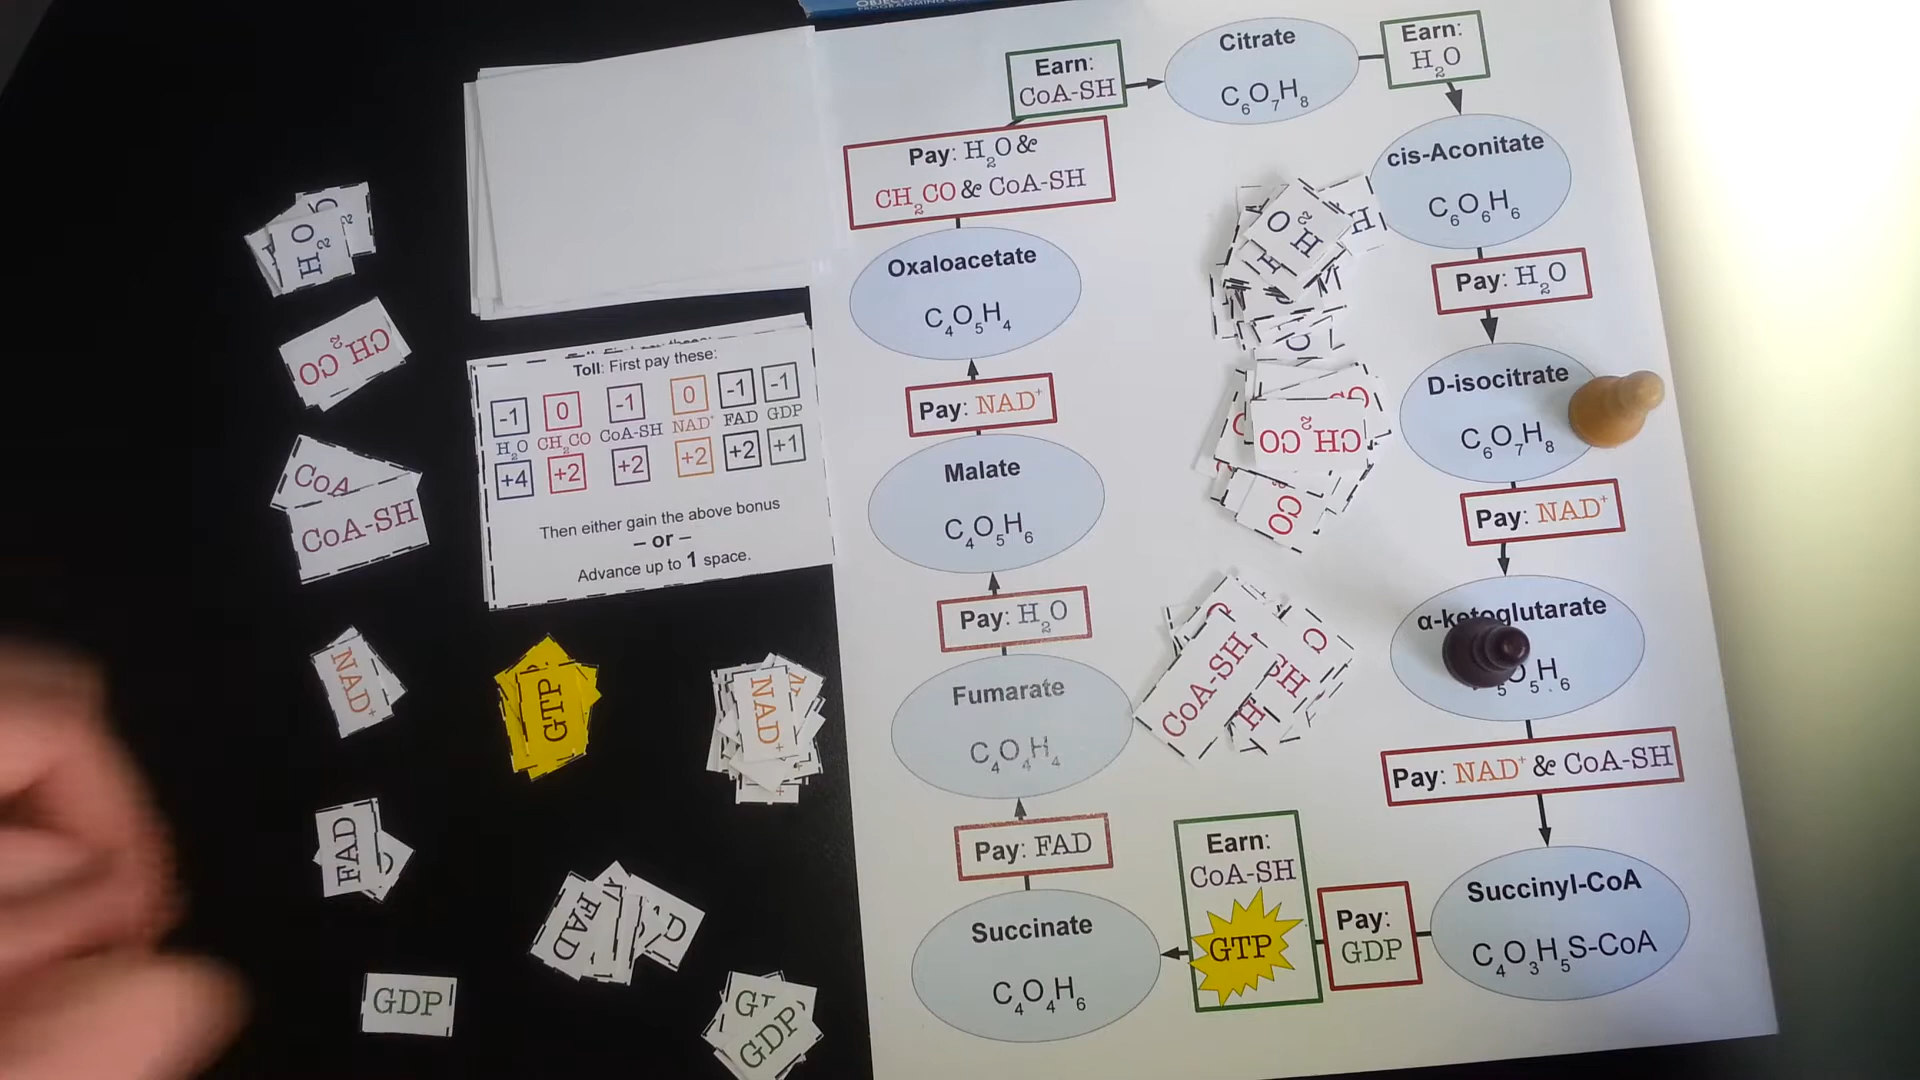 Earn:
CoA-SH
Citrate
C6O7H8
Earn:
H2O
cis-Aconitate
C6O6H6
Pay: H2O &
CH2CO & CoA-SH
Oxaloacetate
C4O5H4
Pay: H2O
D-isocitrate
C6O7H8
Pay: NAD+
Malate
C4O5H6
Pay: NAD+
α-ketoglutarate
Pay: H2O
Fumarate
C4O4H4
Pay: NAD+ & CoA-SH
Pay: FAD
Earn:
CoA-SH
GTP
Pay:
GDP
Succinyl-CoA
C4O3H5S-CoA
Succinate
C4O4H6
H2O
CH2CO
CoA
CoA-SH
NAD+
FAD
GDP
Toll: First pay these:
-1 0 -1 0 -1 -1
H2O CH2CO CoA-SH NAD+ FAD GDP
+4 +2 +2 +2 +2 +1
Then either gain the above bonus
– or –
Advance up to 1 space.
GTP
NAD+
FAD
GDP
H2O
CH2CO
CO
CoA-SH